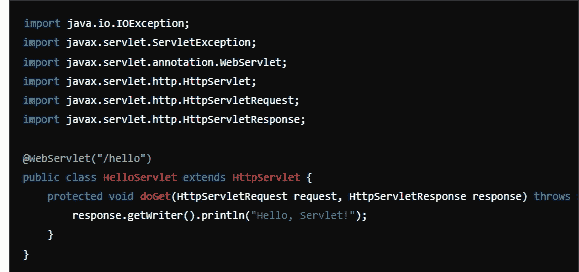 import java.io.IOException;
import javax.servlet.ServletException;
import javax.servlet.annotation.WebServlet;
import javax.servlet.http.HttpServlet;
import javax.servlet.http.HttpServletRequest;
import javax.servlet.http.HttpServletResponse;
@WebServlet("/hello")
public class HelloServlet extends HttpServlet {
protected void doGet(HttpServletRequest request, HttpServletResponse response) throws
response.getWriter().println("Hello, Servlet!");
}
}